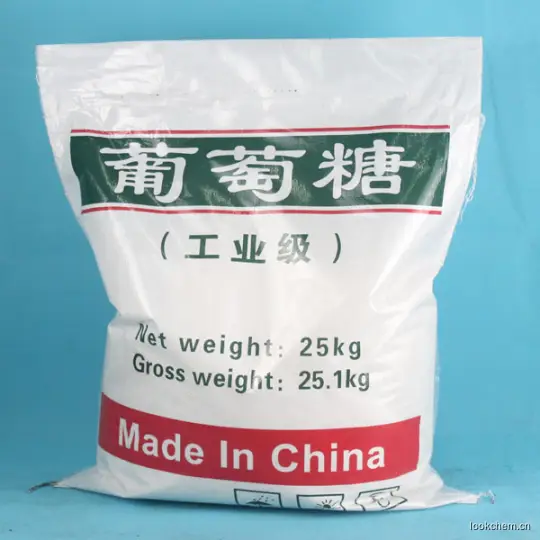 葡萄糖
(工业级)
Net weight: 25kg
Gross weight: 25.1kg
Made In China
lookchem.cn